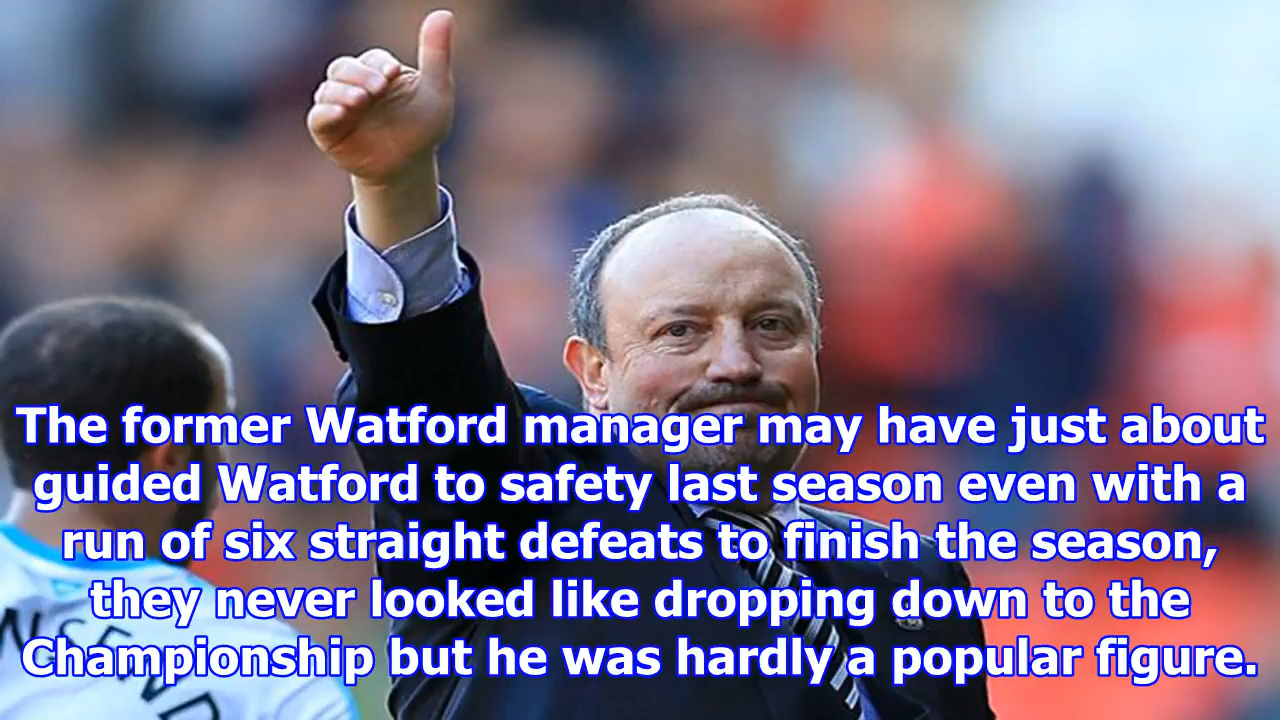 The former Watford manager may have just about
guided Watford to safety last season even with a
run of six straight defeats to finish the season,
they never looked like dropping down to the
Championship but he was hardly a popular figure.